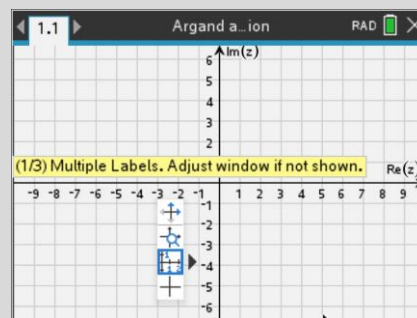 1.1 Argand a...ion RAD
Im(z)
6
5
4
3
2
(1/3) Multiple Labels. Adjust window if not shown.
Re(z)
-9 -8 -7 -6 -5 -4 -3 -2 -1 1 2 3 4 5 6 7 8 9
-1
-2
-3
-4
-5
-6